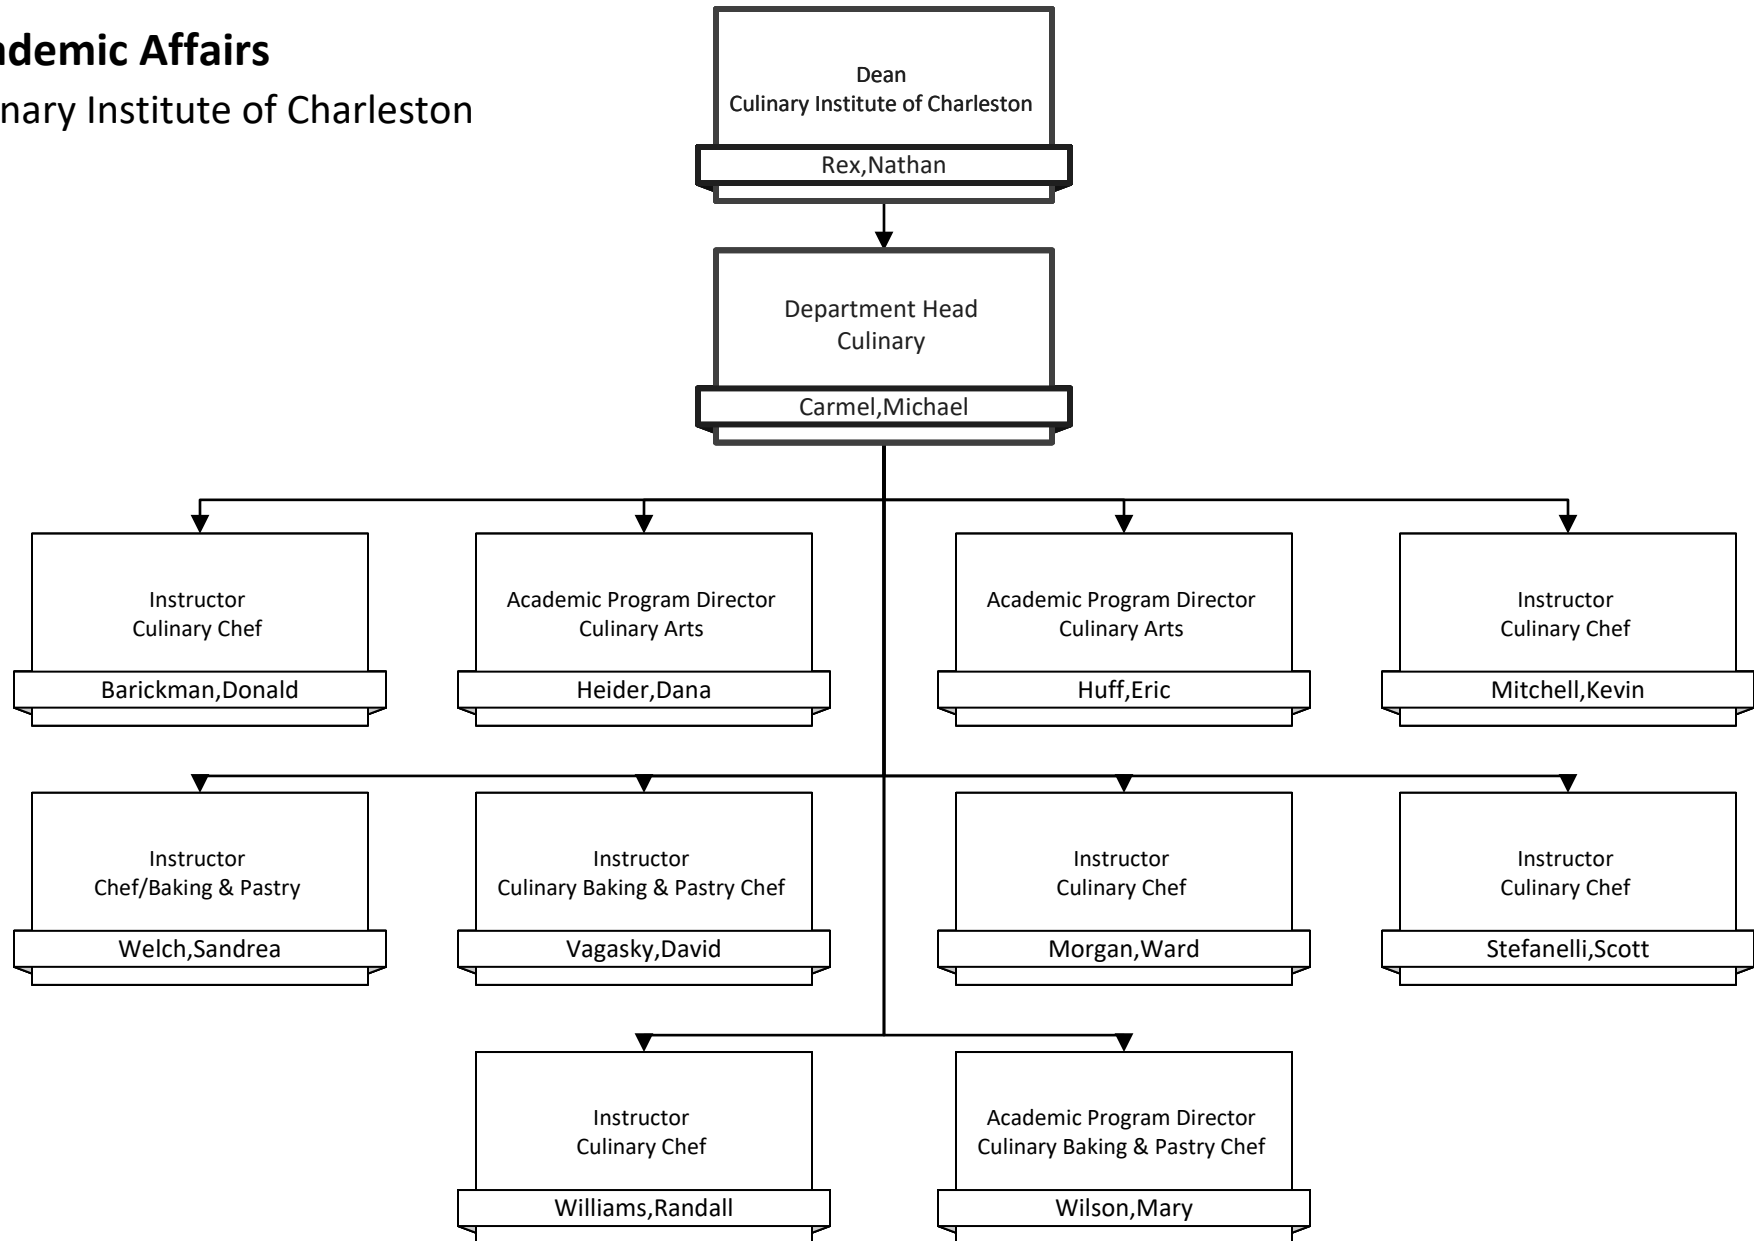 ademic Affairs
nary Institute of Charleston
Dean
Culinary Institute of Charleston
Rex,Nathan
Department Head
Culinary
Carmel,Michael
Instructor
Culinary Chef
Barickman,Donald
Academic Program Director
Culinary Arts
Heider,Dana
Academic Program Director
Culinary Arts
Huff,Eric
Instructor
Culinary Chef
Mitchell,Kevin
Instructor
Chef/Baking & Pastry
Welch,Sandrea
Instructor
Culinary Baking & Pastry Chef
Vagasky,David
Instructor
Culinary Chef
Morgan,Ward
Instructor
Culinary Chef
Stefanelli,Scott
Instructor
Culinary Chef
Williams,Randall
Academic Program Director
Culinary Baking & Pastry Chef
Wilson,Mary